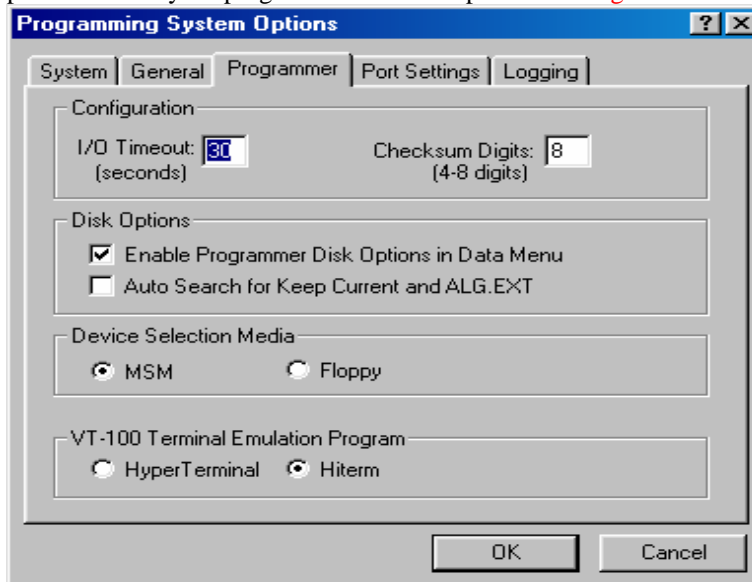 Programming System Options
System General Programmer Port Settings Logging
Configuration
I/O Timeout: 30 Checksum Digits: 8
(seconds) (4-8 digits)
Disk Options
Enable Programmer Disk Options in Data Menu
Auto Search for Keep Current and ALG.EXT
Device Selection Media
MSM Floppy
VT-100 Terminal Emulation Program
HyperTerminal Hiterm
OK Cancel